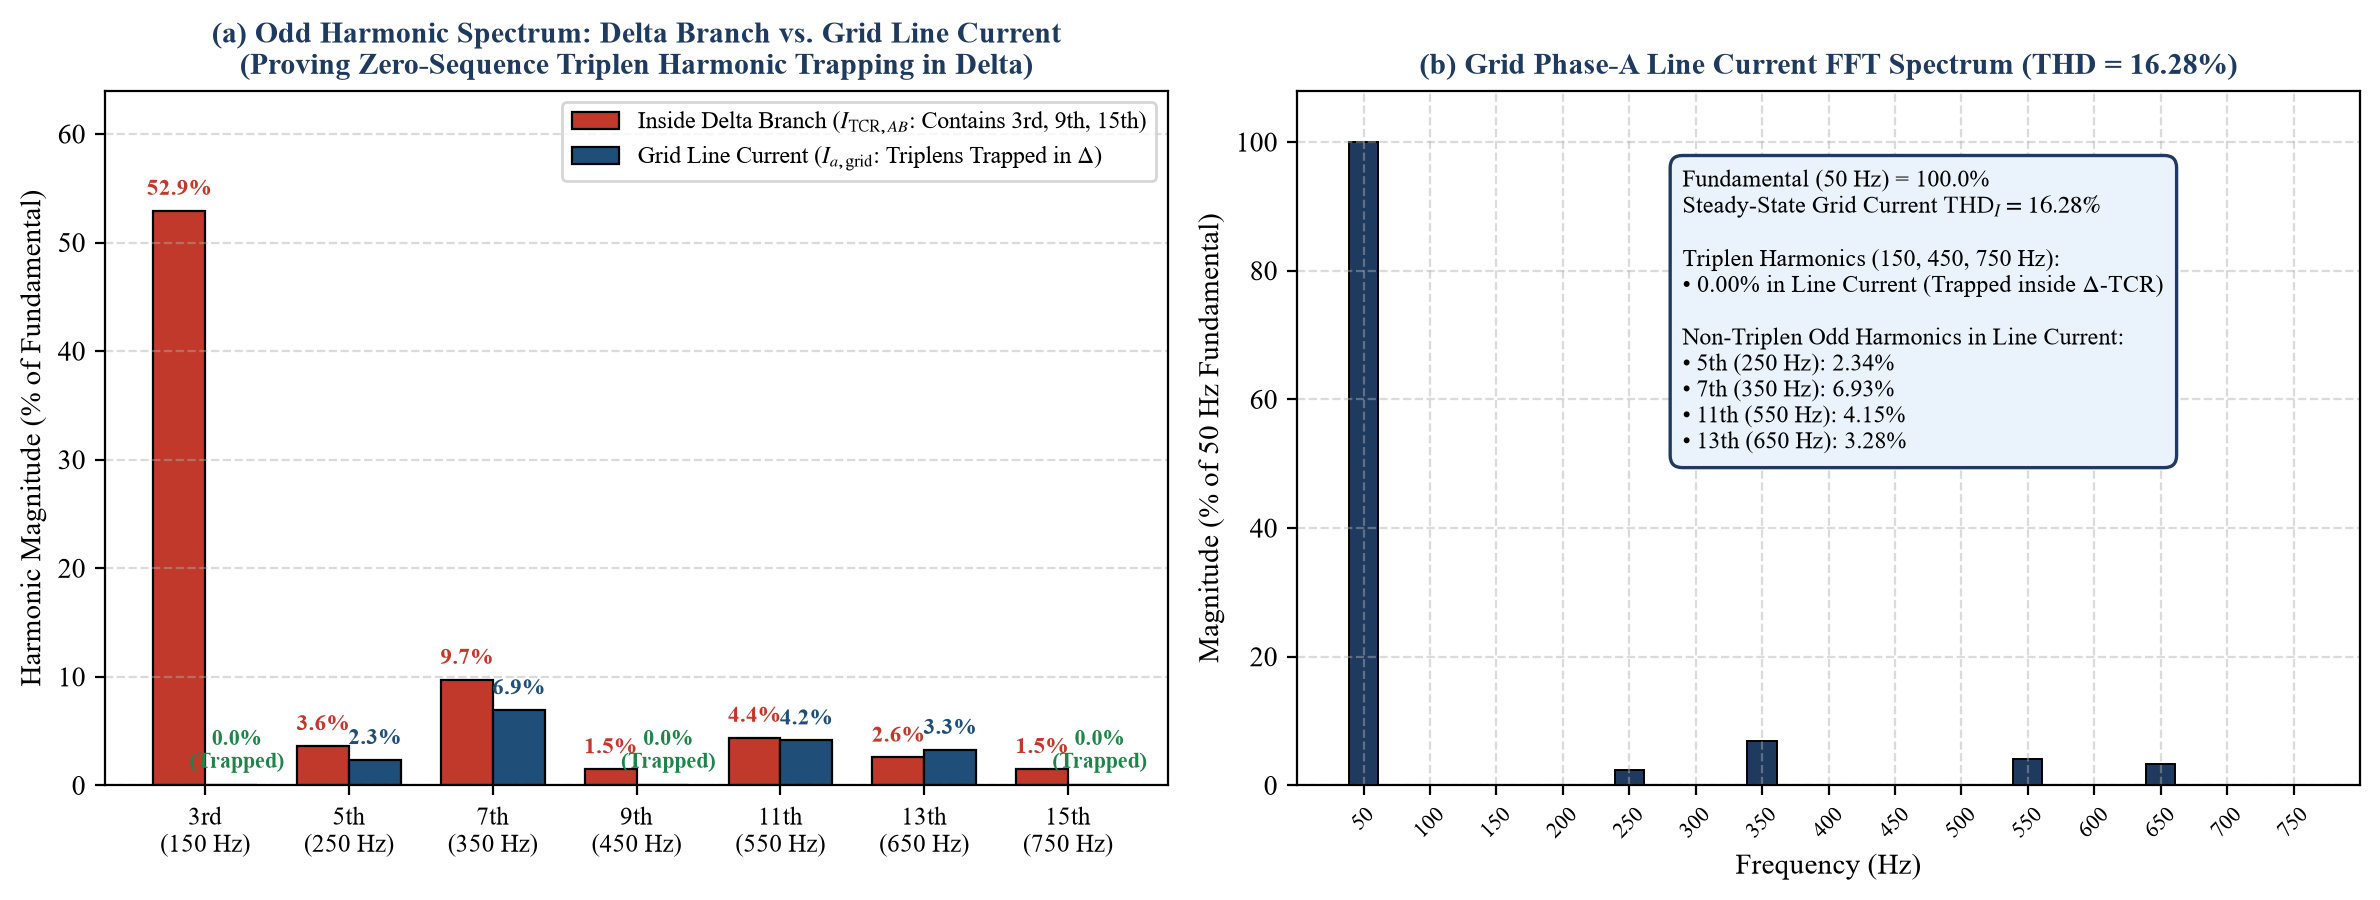 (a) Odd Harmonic Spectrum: Delta Branch vs. Grid Line Current
(Proving Zero-Sequence Triplen Harmonic Trapping in Delta)
Harmonic Magnitude (% of Fundamental)
60
50
40
30
20
10
0
Inside Delta Branch (I_TCR,AB: Contains 3rd, 9th, 15th)
Grid Line Current (I_a,grid: Triplens Trapped in Δ)
52.9%
0.0%
(Trapped)
3.6%
2.3%
9.7%
6.9%
1.5%
0.0%
(Trapped)
4.4%
4.2%
2.6%
3.3%
1.5%
0.0%
(Trapped)
3rd
(150 Hz)
5th
(250 Hz)
7th
(350 Hz)
9th
(450 Hz)
11th
(550 Hz)
13th
(650 Hz)
15th
(750 Hz)
(b) Grid Phase-A Line Current FFT Spectrum (THD = 16.28%)
Magnitude (% of 50 Hz Fundamental)
100
80
60
40
20
0
Fundamental (50 Hz) = 100.0%
Steady-State Grid Current THD_I = 16.28%
Triplen Harmonics (150, 450, 750 Hz):
• 0.00% in Line Current (Trapped inside Δ-TCR)
Non-Triplen Odd Harmonics in Line Current:
• 5th (250 Hz): 2.34%
• 7th (350 Hz): 6.93%
• 11th (550 Hz): 4.15%
• 13th (650 Hz): 3.28%
50
100
150
200
250
300
350
400
450
500
550
600
650
700
750
Frequency (Hz)